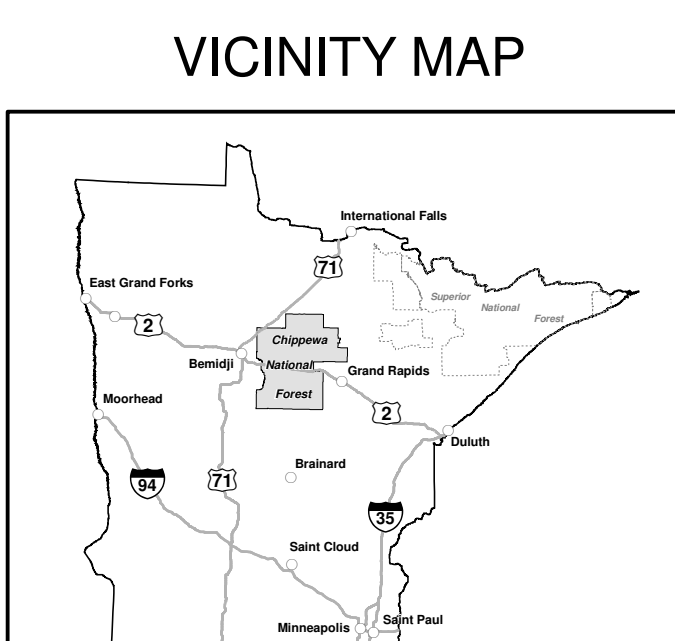 VICINITY MAP
International Falls
71
East Grand Forks
Superior
National
Forest
2
Chippewa
Bemidji
National
Grand Rapids
Forest
Moorhead
2
Duluth
Brainard
94
71
35
Saint Cloud
Saint Paul
Minneapolis